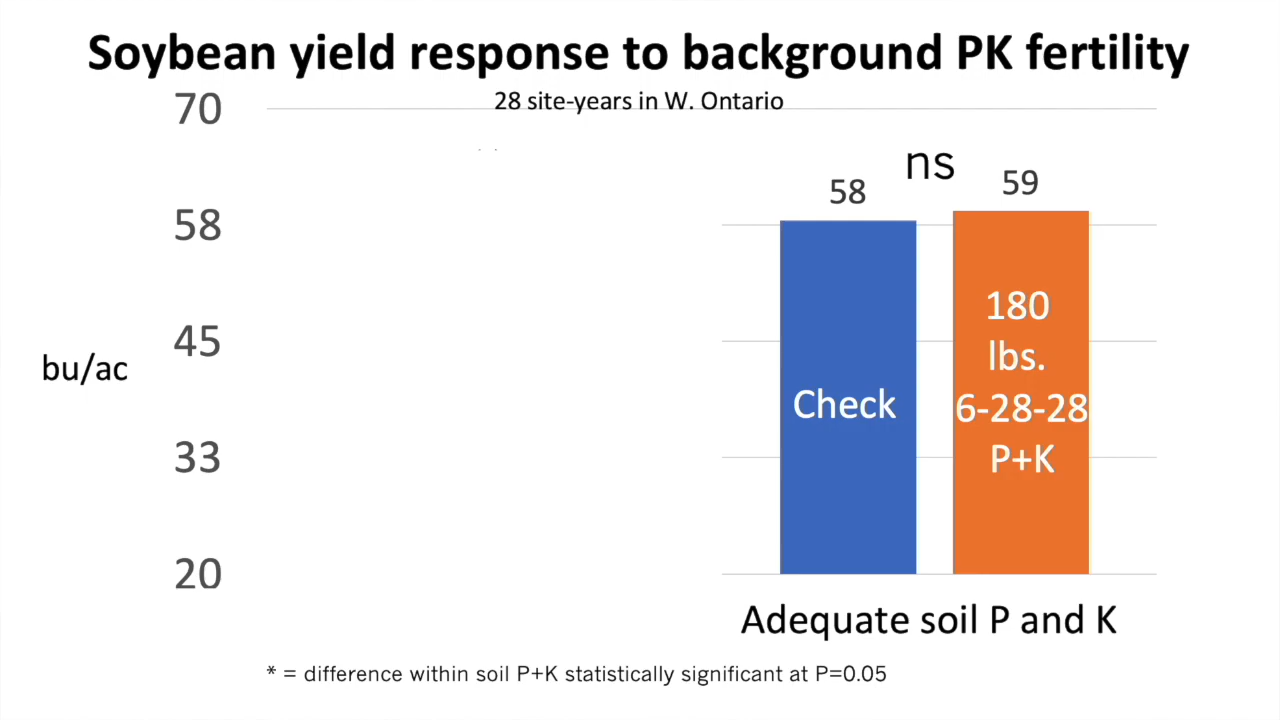 Soybean yield response to background PK fertility
28 site-years in W. Ontario
70
58
45
33
20
bu/ac
58
ns
59
Check
180
lbs.
6-28-28
P+K
Adequate soil P and K
* = difference within soil P+K statistically significant at P=0.05